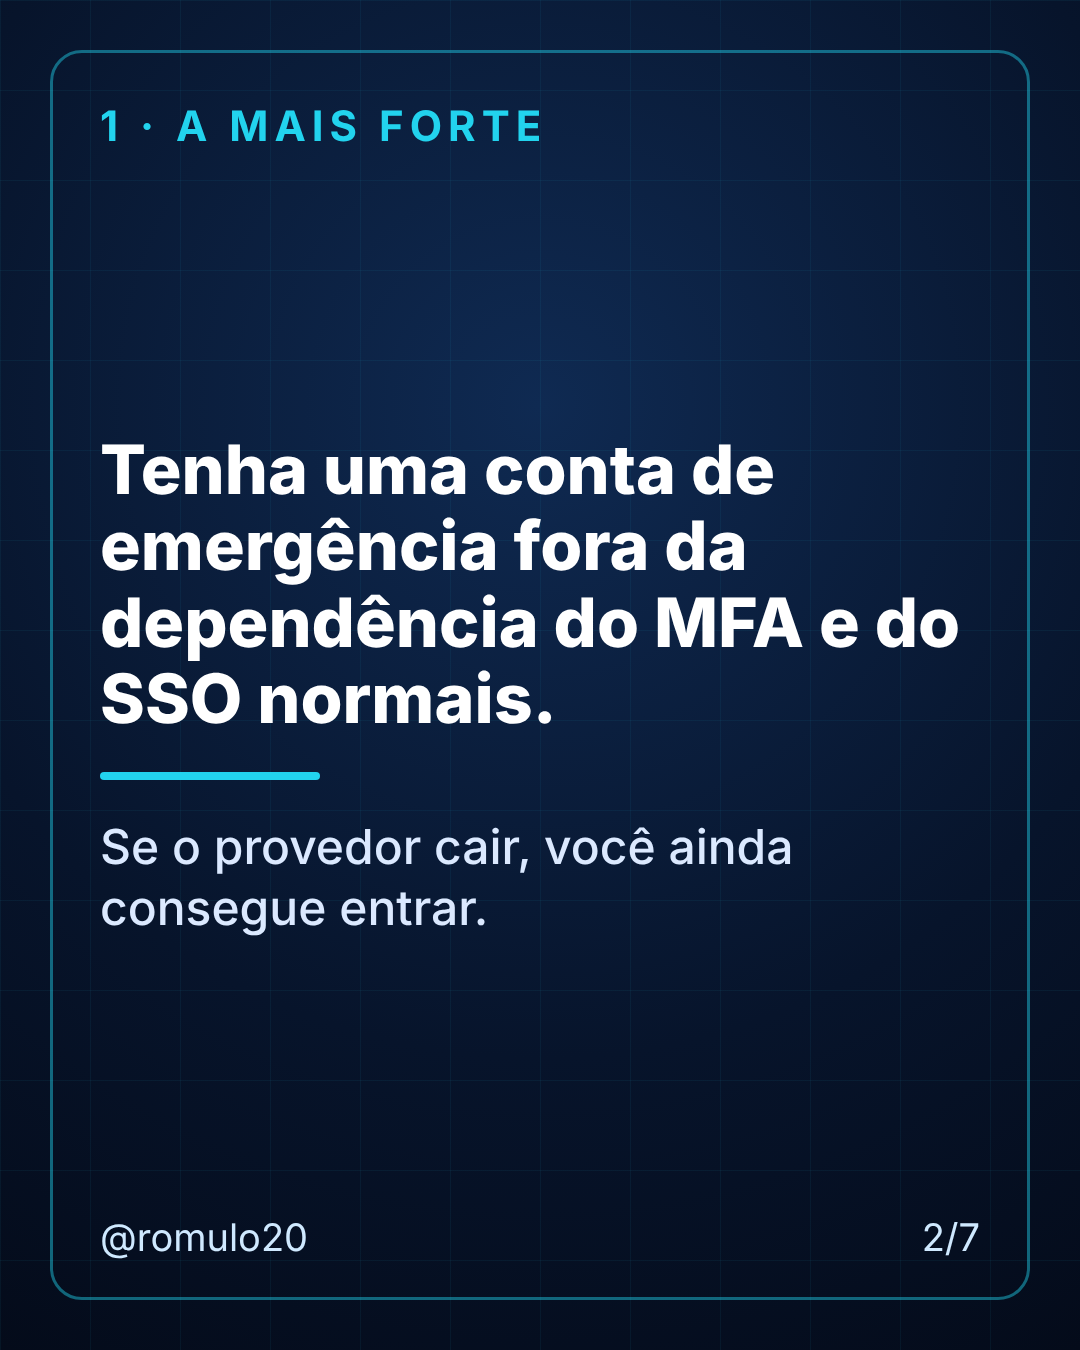 1 · A MAIS FORTE
Tenha uma conta de
emergência fora da
dependência do MFA e do
SSO normais.
Se o provedor cair, você ainda
consegue entrar.
@romulo20
2/7